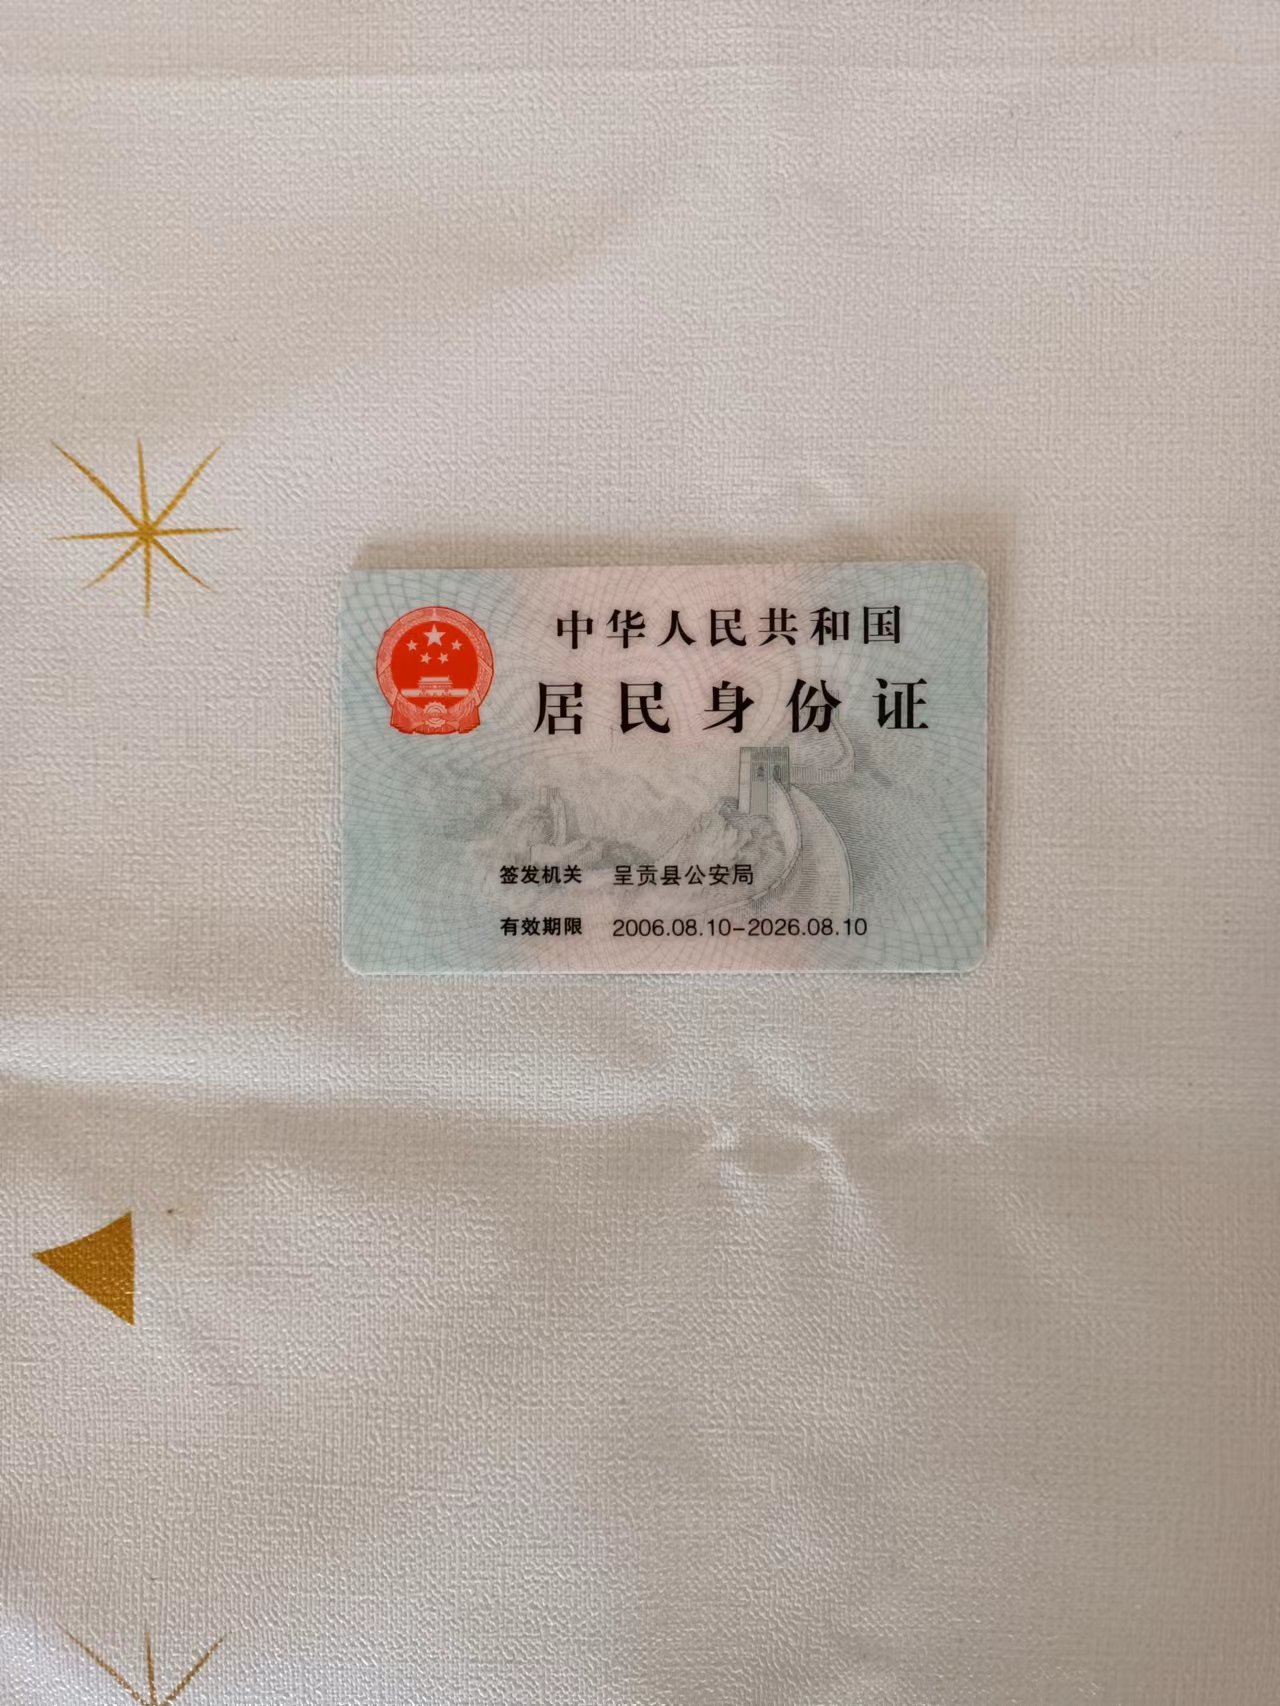 中华人民共和国
居民身份证
签发机关 呈贡县公安局
有效期限 2006.08.10-2026.08.10